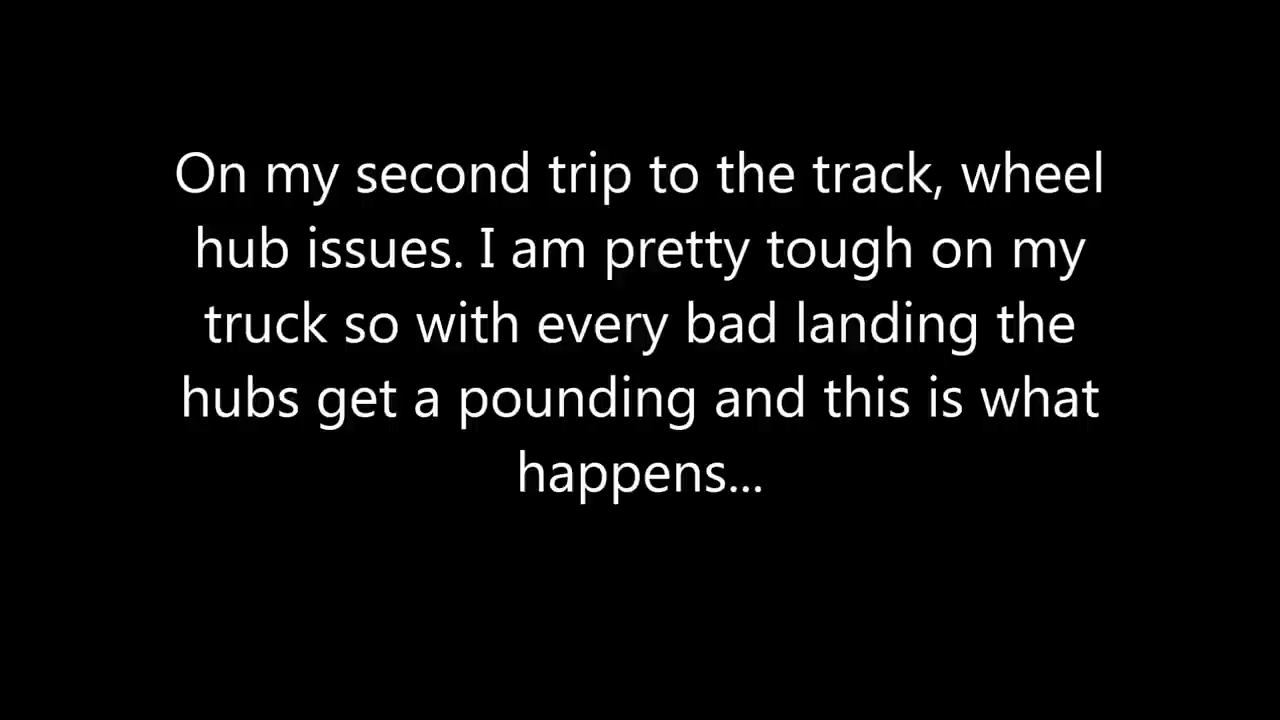 On my second trip to the track, wheel
hub issues. I am pretty tough on my
truck so with every bad landing the
hubs get a pounding and this is what
happens...